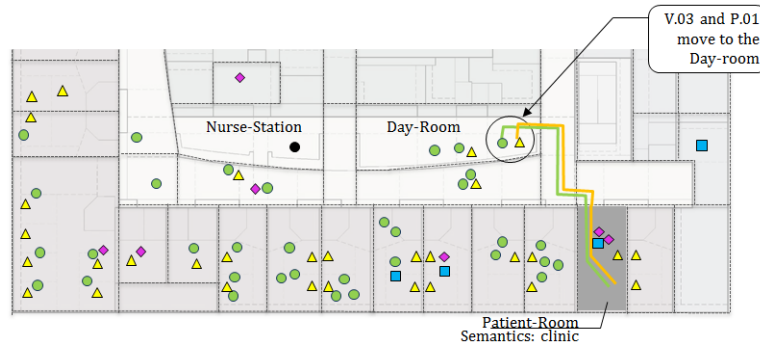 V.03 and P.01
move to the
Day-room
Nurse-Station
Day-Room
Patient-Room
Semantics: clinic